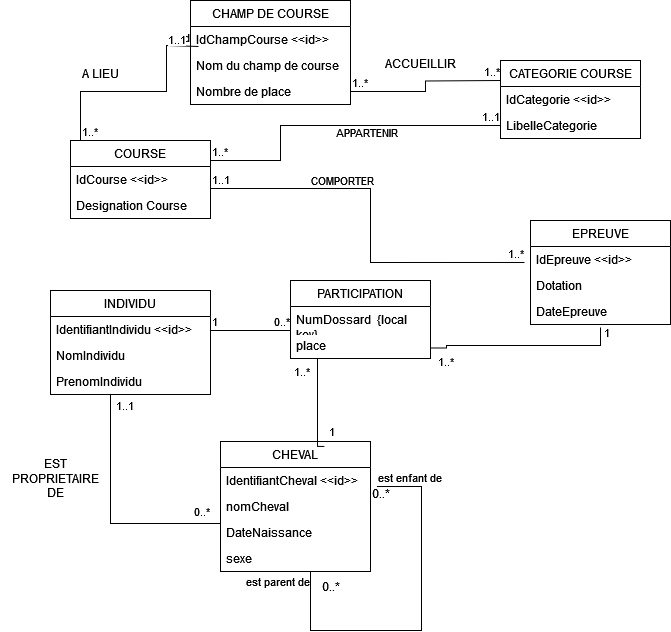 CHAMP DE COURSE
IdChampCourse <<id>>
Nom du champ de course
Nombre de place
1..1
A LIEU
1..*
1..*
ACCUEILLIR
1..*
CATEGORIE COURSE
IdCategorie <<id>>
LibelleCategorie
1..1
APPARTENIR
1..*
COURSE
IdCourse <<id>>
Designation Course
1..1
COMPORTER
1..*
EPREUVE
IdEpreuve <<id>>
Dotation
DateEpreuve
1
1..*
PARTICIPATION
NumDossard {local
key}
place
INDIVIDU
IdentifiantIndividu <<id>>
NomIndividu
PrenomIndividu
1
0..*
1..*
1
1..1
EST
PROPRIETAIRE
DE
0..*
CHEVAL
IdentifiantCheval <<id>>
nomCheval
DateNaissance
sexe
est enfant de
0..*
est parent de
0..*